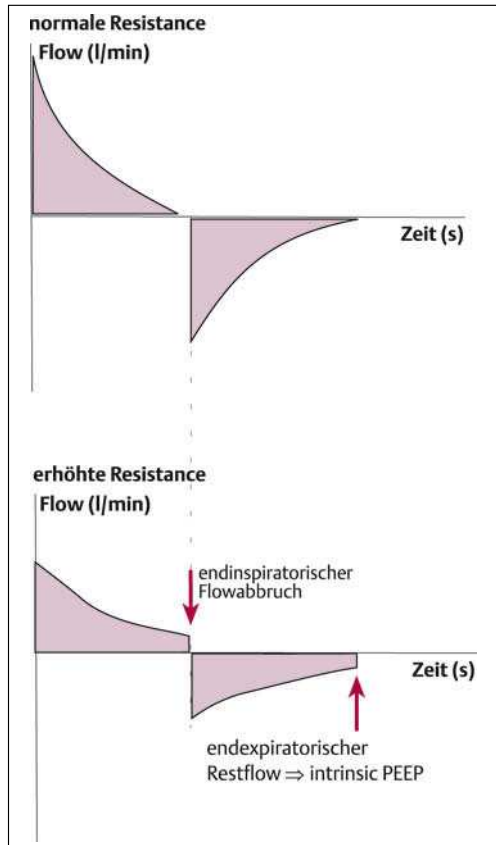 normale Resistance
Flow (l/min)
Zeit (s)
erhöhte Resistance
Flow (l/min)
endinspiratorischer
Flowabbruch
Zeit (s)
endexpiratorischer
Restflow ⇒ intrinsic PEEP